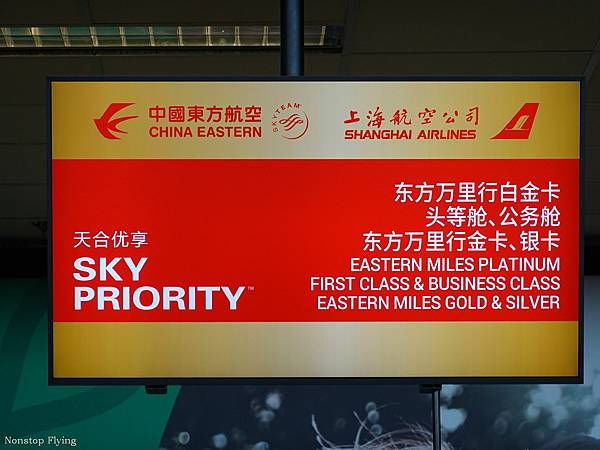 中國東方航空
CHINA EASTERN
SKYTEAM
上海航空公司
SHANGHAI AIRLINES
天合优享
SKY
PRIORITY™
东方万里行白金卡
头等舱、公务舱
东方万里行金卡、银卡
EASTERN MILES PLATINUM
FIRST CLASS & BUSINESS CLASS
EASTERN MILES GOLD & SILVER
Nonstop Flying